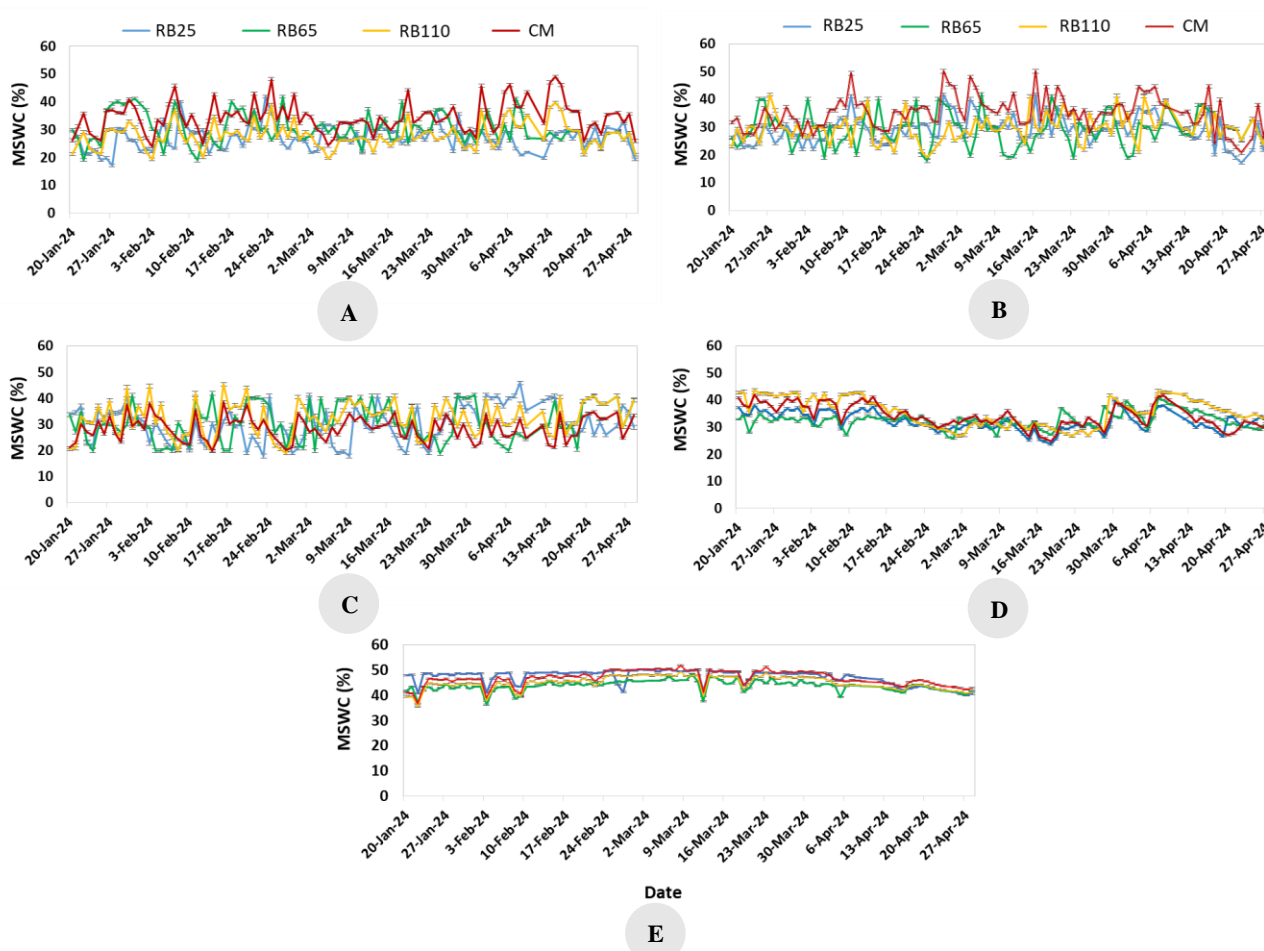 RB25 RB65 RB110 CM
MSWC (%)
60
50
40
30
20
10
0
20-Jan-24 27-Jan-24 3-Feb-24 10-Feb-24 17-Feb-24 24-Feb-24 2-Mar-24 9-Mar-24 16-Mar-24 23-Mar-24 30-Mar-24 6-Apr-24 13-Apr-24 20-Apr-24 27-Apr-24
A
RB25 RB65 RB110 CM
MSWC (%)
60
50
40
30
20
10
0
20-Jan-24 27-Jan-24 3-Feb-24 10-Feb-24 17-Feb-24 24-Feb-24 2-Mar-24 9-Mar-24 16-Mar-24 23-Mar-24 30-Mar-24 6-Apr-24 13-Apr-24 20-Apr-24 27-Apr-24
B
MSWC (%)
60
50
40
30
20
10
0
20-Jan-24 27-Jan-24 3-Feb-24 10-Feb-24 17-Feb-24 24-Feb-24 2-Mar-24 9-Mar-24 16-Mar-24 23-Mar-24 30-Mar-24 6-Apr-24 13-Apr-24 20-Apr-24 27-Apr-24
C
MSWC (%)
60
50
40
30
20
10
0
20-Jan-24 27-Jan-24 3-Feb-24 10-Feb-24 17-Feb-24 24-Feb-24 2-Mar-24 9-Mar-24 16-Mar-24 23-Mar-24 30-Mar-24 6-Apr-24 13-Apr-24 20-Apr-24 27-Apr-24
D
MSWC (%)
60
50
40
30
20
10
0
20-Jan-24 27-Jan-24 3-Feb-24 10-Feb-24 17-Feb-24 24-Feb-24 2-Mar-24 9-Mar-24 16-Mar-24 23-Mar-24 30-Mar-24 6-Apr-24 13-Apr-24 20-Apr-24 27-Apr-24
Date
E